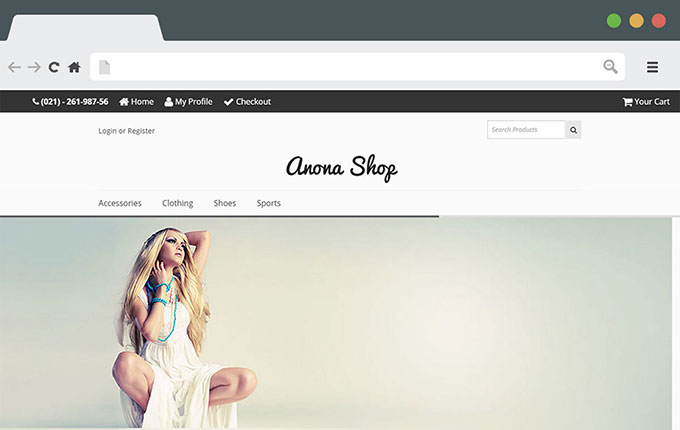 (021) - 261-987-56 Home My Profile Checkout Your Cart
Login or Register Search Products
Anona Shop
Accessories Clothing Shoes Sports